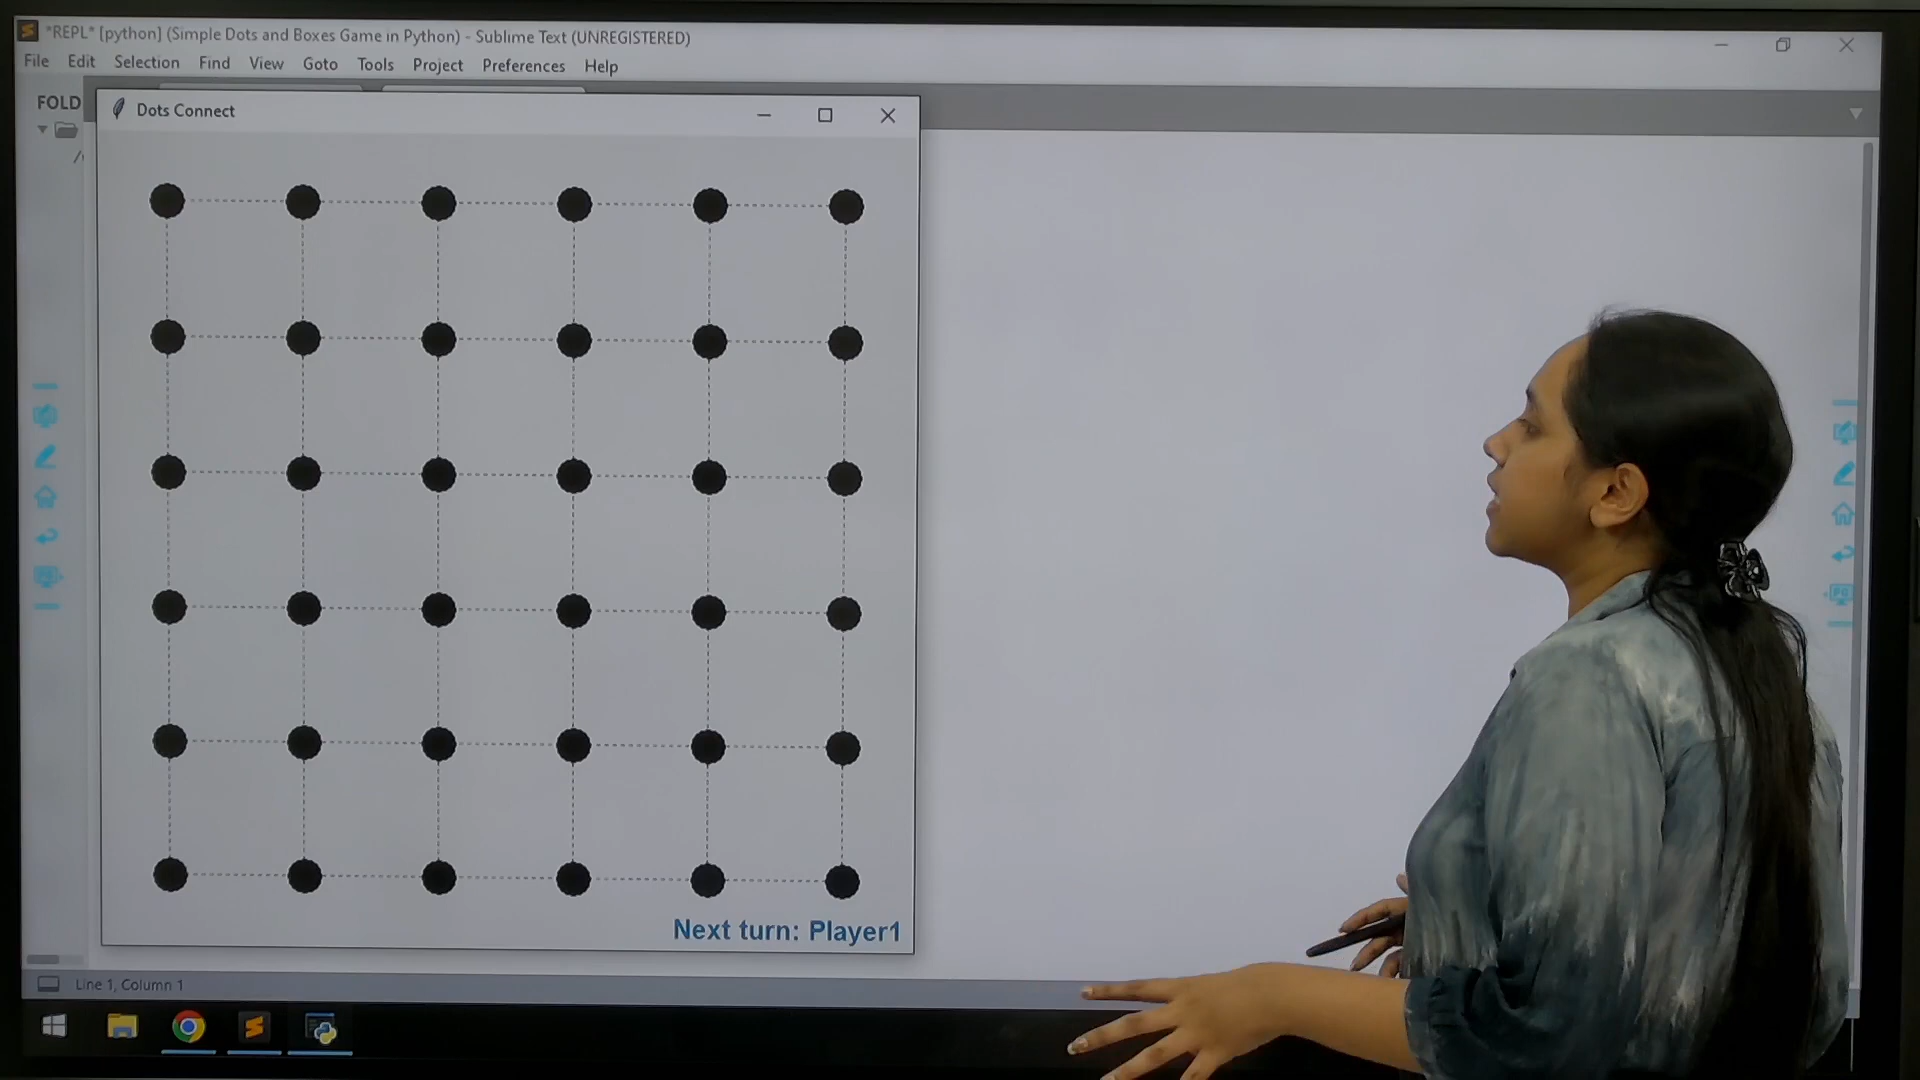 *REPL* [python] (Simple Dots and Boxes Game in Python) - Sublime Text (UNREGISTERED)
File Edit Selection Find View Goto Tools Project Preferences Help
FOLD
Dots Connect
Next turn: Player1
Line 1, Column 1